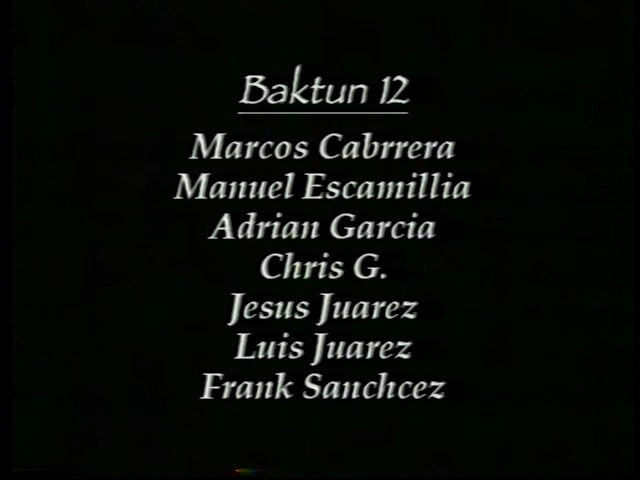 Baktun 12
Marcos Cabrrera
Manuel Escamillia
Adrian Garcia
Chris G.
Jesus Juarez
Luis Juarez
Frank Sanchcez